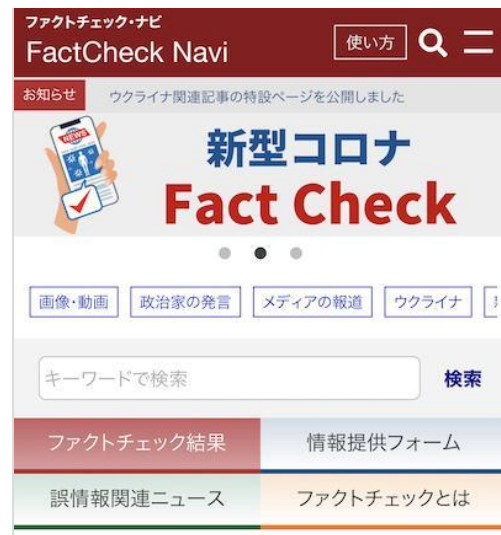 ファクトチェック・ナビ
FactCheck Navi
使い方
お知らせ ウクライナ関連記事の特設ページを公開しました
NEWS
新型コロナ
Fact Check
画像・動画 政治家の発言 メディアの報道 ウクライナ
キーワードで検索 検索
ファクトチェック結果 情報提供フォーム
誤情報関連ニュース ファクトチェックとは